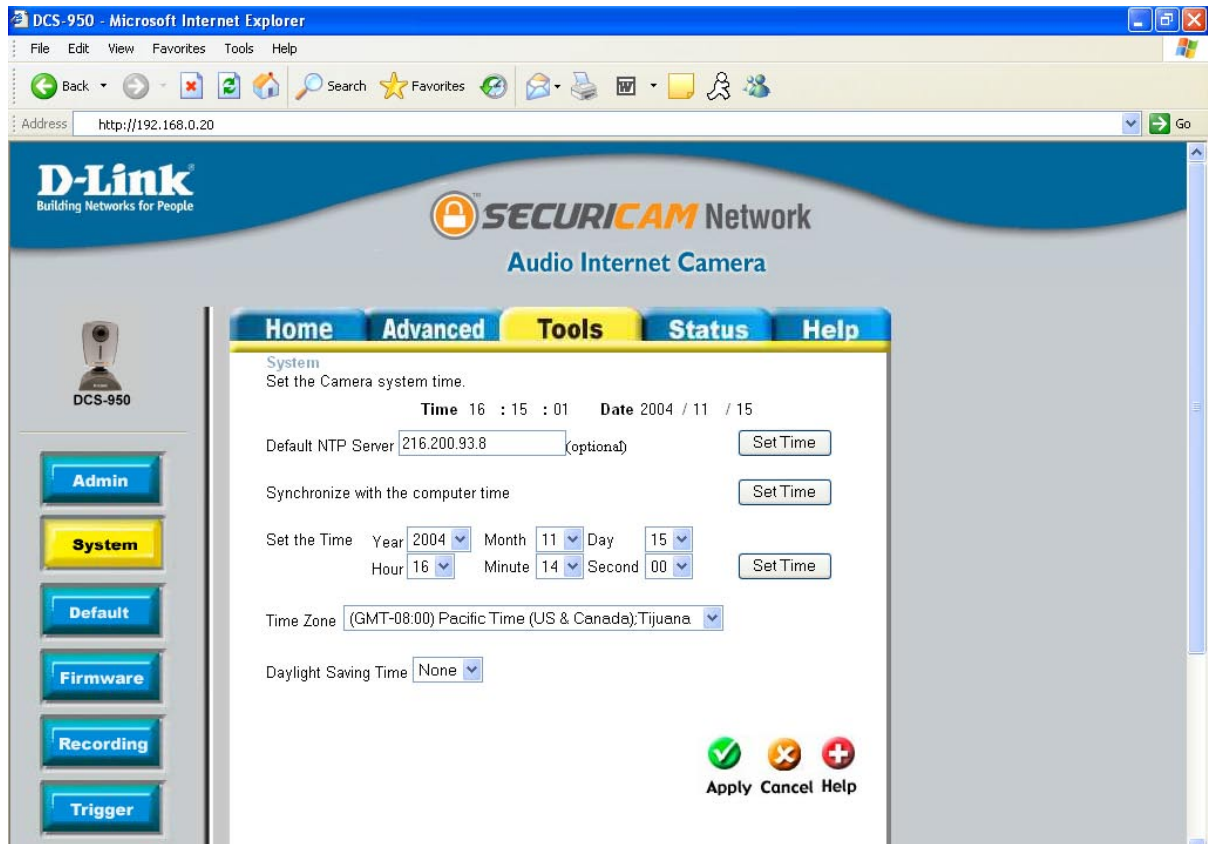 DCS-950 - Microsoft Internet Explorer
File Edit View Favorites Tools Help
Back Search Favorites
Address http://192.168.0.20 Go
D-Link
Building Networks for People
SECURICAM Network
™
Audio Internet Camera
DCS-950
Home Advanced Tools Status Help
Admin
System
Default
Firmware
Recording
Trigger
System
Set the Camera system time.
Time 16 : 15 : 01 Date 2004 / 11 / 15
Default NTP Server 216.200.93.8 (optional) Set Time
Synchronize with the computer time Set Time
Set the Time Year 2004 Month 11 Day 15
Hour 16 Minute 14 Second 00 Set Time
Time Zone (GMT-08:00) Pacific Time (US & Canada);Tijuana
Daylight Saving Time None
Apply Cancel Help